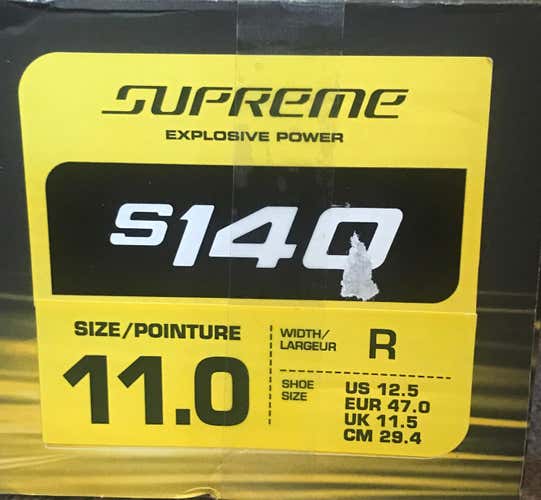 SUPREME
EXPLOSIVE POWER
S140
SIZE/POINTURE
11.0
WIDTH/
LARGEUR
R
SHOE
SIZE
US 12.5
EUR 47.0
UK 11.5
CM 29.4